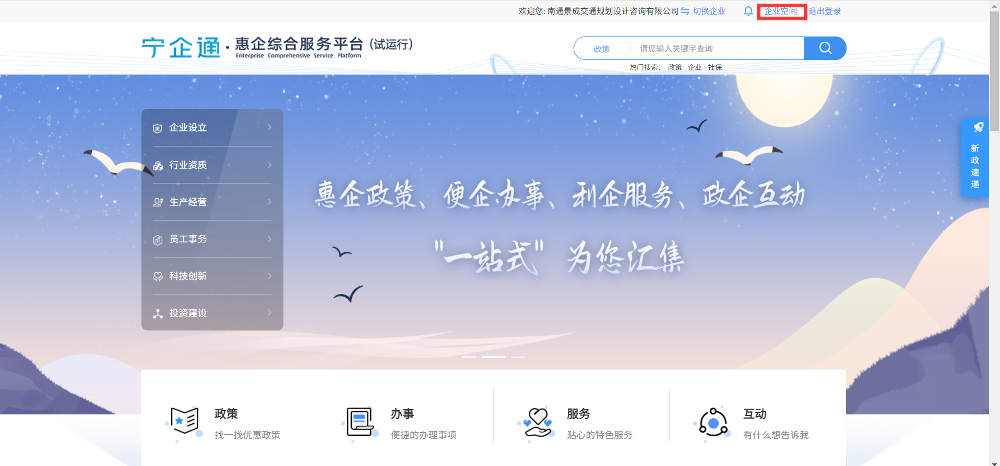 欢迎您: 南通景成交通规划设计咨询有限公司 切换企业 企业空间 退出登录
宁企通·惠企综合服务平台(试运行)
Enterprise Comprehensive Service Platform
政策 请您输入关键字查询
热门搜索： 政策 企业 社保
企业设立
行业资质
生产经营
员工事务
科技创新
投资建设
惠企政策、便企办事、利企服务、政企互动
"一站式" 为您汇集
新
政
速
递
政策
找一找优惠政策
办事
便捷的办理事项
服务
贴心的特色服务
互动
有什么想告诉我